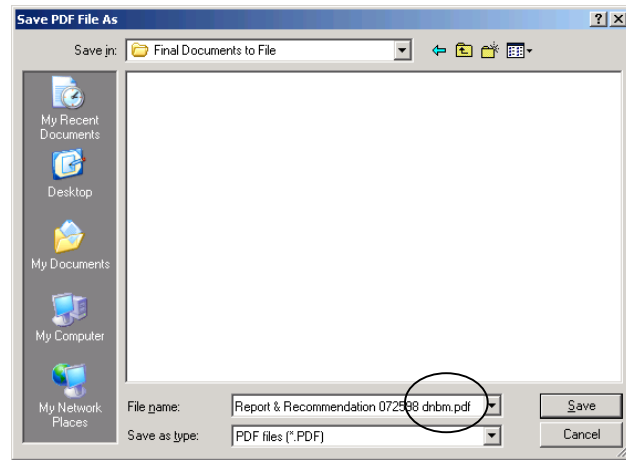 Save PDF File As
Save in: Final Documents to File
My Recent
Documents
Desktop
My Documents
My Computer
My Network
Places
File name: Report & Recommendation 072598 dnbm.pdf Save
Save as type: PDF files (*.PDF) Cancel